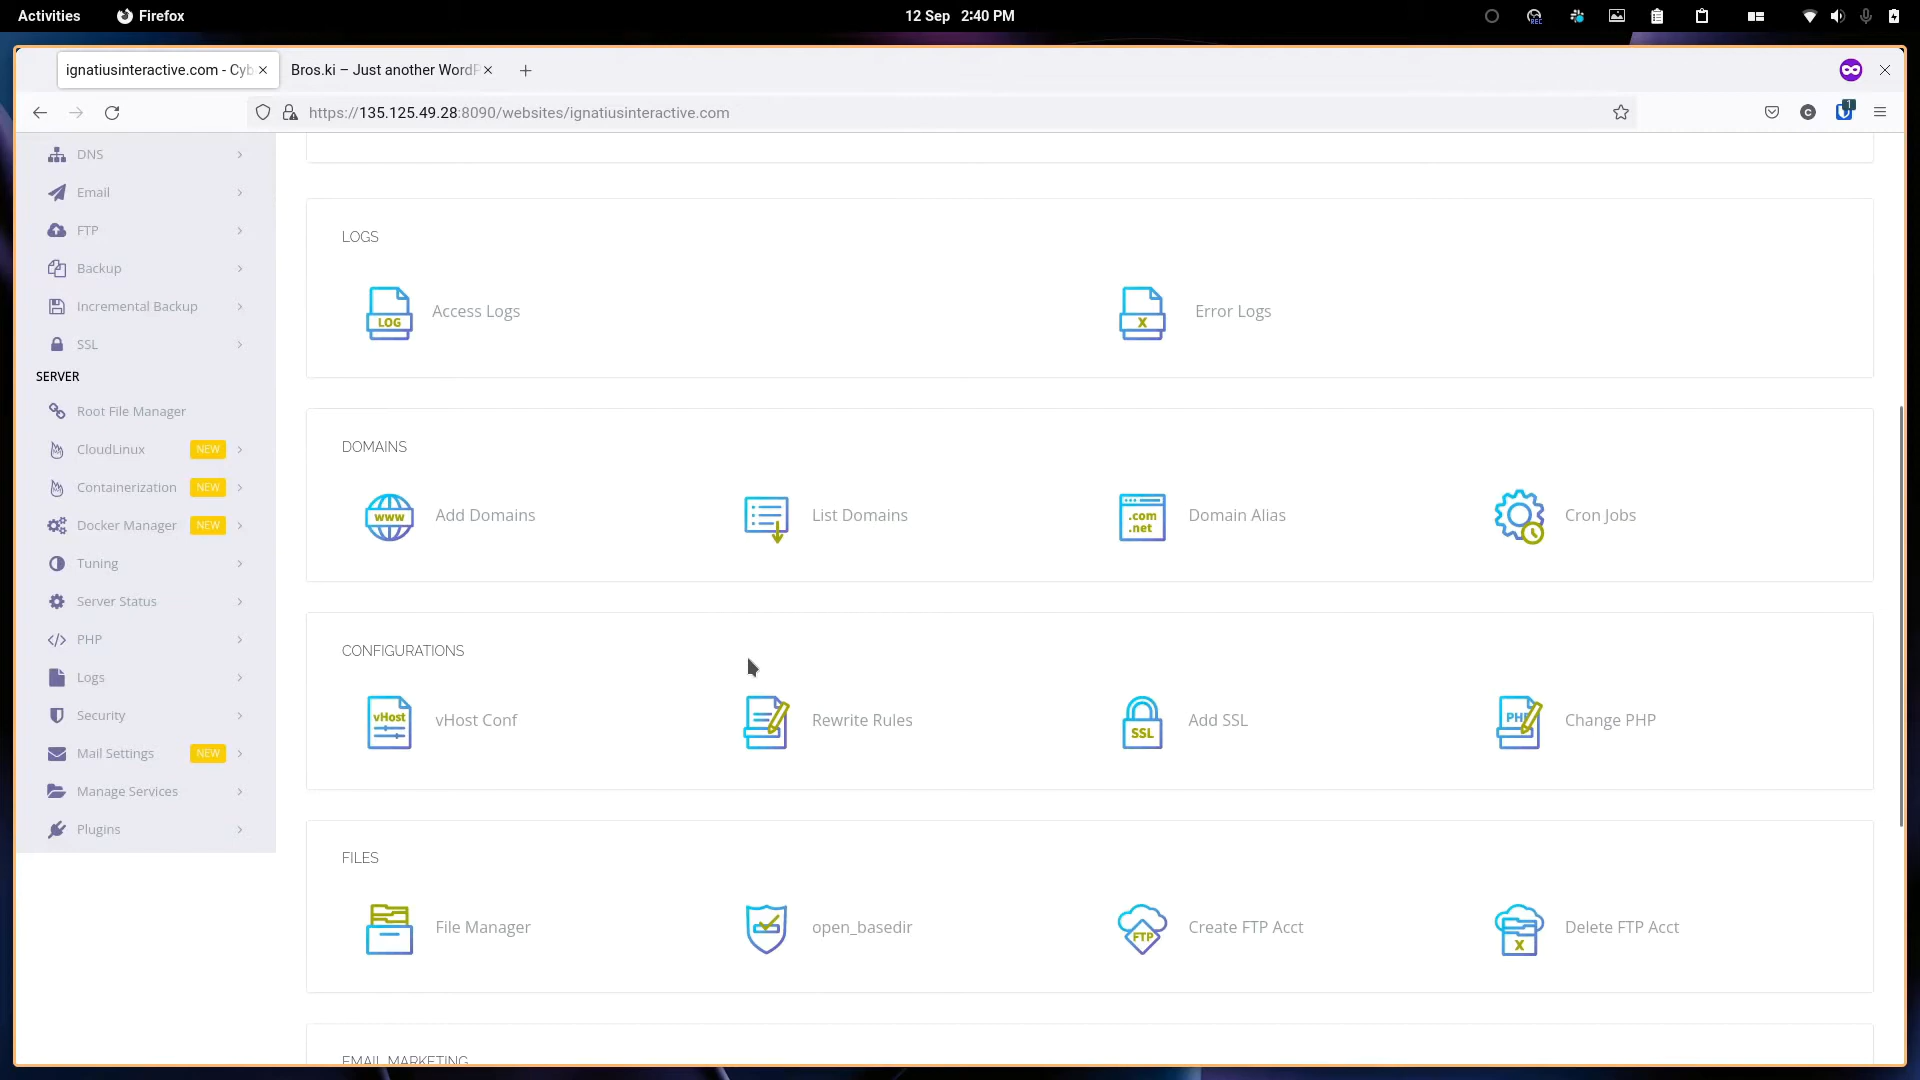 Activities
Firefox
12 Sep 2:40 PM
REC
ignatiusinteractive.com - Cyb
Bros.ki – Just another WordP
https://135.125.49.28:8090/websites/ignatiusinteractive.com
C
1
DNS
Email
FTP
Backup
Incremental Backup
SSL
SERVER
Root File Manager
CloudLinux NEW
Containerization NEW
Docker Manager NEW
Tuning
Server Status
PHP
Logs
Security
Mail Settings NEW
Manage Services
Plugins
LOGS
LOG Access Logs
X Error Logs
DOMAINS
www Add Domains
List Domains
.com
.net
Domain Alias
Cron Jobs
CONFIGURATIONS
vHost vHost Conf
Rewrite Rules
SSL Add SSL
PHP Change PHP
FILES
File Manager
open_basedir
FTP Create FTP Acct
X Delete FTP Acct
EMAIL MARKETING